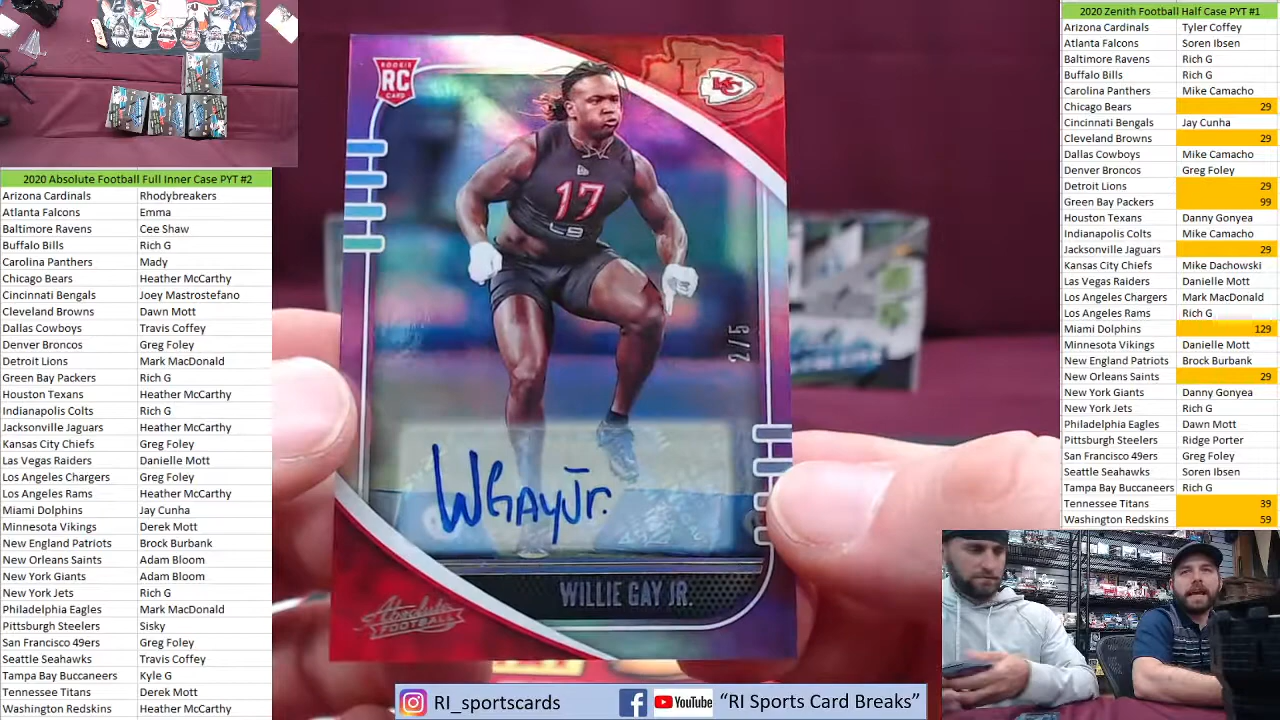 2020 Absolute Football Full Inner Case PYT #2
Arizona Cardinals Rhodybreakers
Atlanta Falcons Emma
Baltimore Ravens Cee Shaw
Buffalo Bills Rich G
Carolina Panthers Mady
Chicago Bears Heather McCarthy
Cincinnati Bengals Joey Mastrostefano
Cleveland Browns Dawn Mott
Dallas Cowboys Travis Coffey
Denver Broncos Greg Foley
Detroit Lions Mark MacDonald
Green Bay Packers Rich G
Houston Texans Heather McCarthy
Indianapolis Colts Rich G
Jacksonville Jaguars Heather McCarthy
Kansas City Chiefs Greg Foley
Las Vegas Raiders Danielle Mott
Los Angeles Chargers Greg Foley
Los Angeles Rams Heather McCarthy
Miami Dolphins Jay Cunha
Minnesota Vikings Derek Mott
New England Patriots Brock Burbank
New Orleans Saints Adam Bloom
New York Giants Adam Bloom
New York Jets Rich G
Philadelphia Eagles Mark MacDonald
Pittsburgh Steelers Sisky
San Francisco 49ers Greg Foley
Seattle Seahawks Travis Coffey
Tampa Bay Buccaneers Kyle G
Tennessee Titans Derek Mott
Washington Redskins Heather McCarthy
ROOKIE
RC
CARD
KC
17
LB
2/5
WGAYJr.
WILLIE GAY JR.
Absolute
FOOTBALL
RI_sportscards
YouTube
"RI Sports Card Breaks"
2020 Zenith Football Half Case PYT #1
Arizona Cardinals Tyler Coffey
Atlanta Falcons Soren Ibsen
Baltimore Ravens Rich G
Buffalo Bills Rich G
Carolina Panthers Mike Camacho
Chicago Bears 29
Cincinnati Bengals Jay Cunha
Cleveland Browns 29
Dallas Cowboys Mike Camacho
Denver Broncos Greg Foley
Detroit Lions 29
Green Bay Packers 99
Houston Texans Danny Gonyea
Indianapolis Colts Mike Camacho
Jacksonville Jaguars 29
Kansas City Chiefs Mike Dachowski
Las Vegas Raiders Danielle Mott
Los Angeles Chargers Mark MacDonald
Los Angeles Rams Rich G
Miami Dolphins 129
Minnesota Vikings Danielle Mott
New England Patriots Brock Burbank
New Orleans Saints 29
New York Giants Danny Gonyea
New York Jets Rich G
Philadelphia Eagles Dawn Mott
Pittsburgh Steelers Ridge Porter
San Francisco 49ers Greg Foley
Seattle Seahawks Soren Ibsen
Tampa Bay Buccaneers Rich G
Tennessee Titans 39
Washington Redskins 59